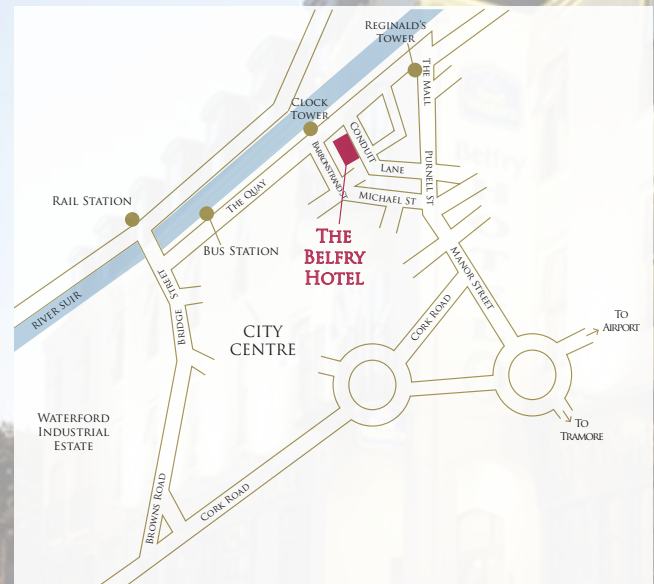 REGINALD'S
TOWER
THE MALL
CLOCK
TOWER
CONDUIT
LANE
BARRONSTRAND ST
PURNELL ST
MICHAEL ST
THE QUAY
RAIL STATION
BUS STATION
THE
BELFRY
HOTEL
MANOR STREET
BRIDGE STREET
RIVER SUIR
CORK ROAD
CITY
CENTRE
TO
AIRPORT
WATERFORD
INDUSTRIAL
ESTATE
TO
TRAMORE
BROWNS ROAD
CORK ROAD